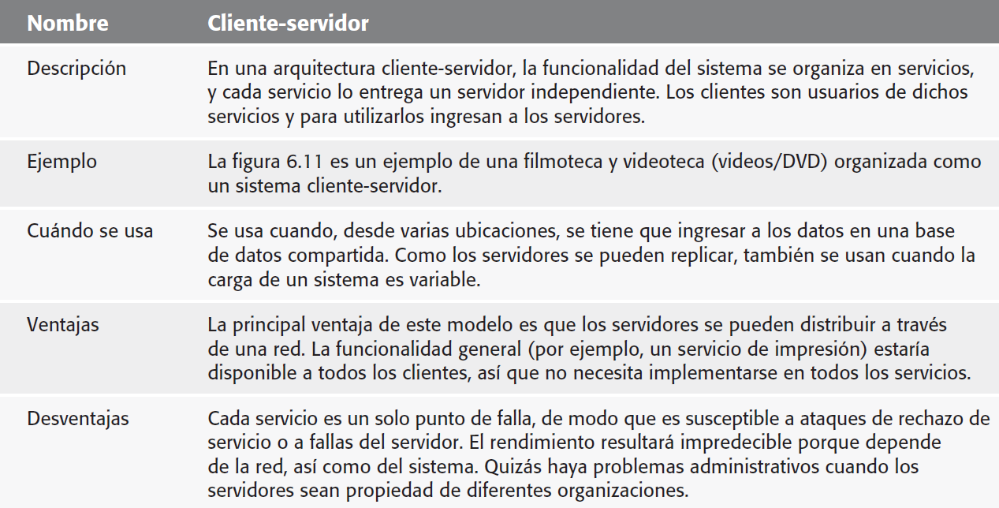 Nombre Cliente-servidor
Descripción En una arquitectura cliente-servidor, la funcionalidad del sistema se organiza en servicios,
y cada servicio lo entrega un servidor independiente. Los clientes son usuarios de dichos
servicios y para utilizarlos ingresan a los servidores.
Ejemplo La figura 6.11 es un ejemplo de una filmoteca y videoteca (videos/DVD) organizada como
un sistema cliente-servidor.
Cuándo se usa Se usa cuando, desde varias ubicaciones, se tiene que ingresar a los datos en una base
de datos compartida. Como los servidores se pueden replicar, también se usan cuando la
carga de un sistema es variable.
Ventajas La principal ventaja de este modelo es que los servidores se pueden distribuir a través
de una red. La funcionalidad general (por ejemplo, un servicio de impresión) estaría
disponible a todos los clientes, así que no necesita implementarse en todos los servicios.
Desventajas Cada servicio es un solo punto de falla, de modo que es susceptible a ataques de rechazo de
servicio o a fallas del servidor. El rendimiento resultará impredecible porque depende
de la red, así como del sistema. Quizás haya problemas administrativos cuando los
servidores sean propiedad de diferentes organizaciones.